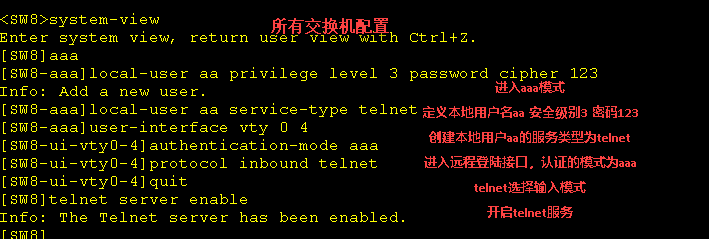 <SW8>system-view
所有交换机配置
Enter system view, return user view with Ctrl+Z.
[SW8]aaa
[SW8-aaa]local-user aa privilege level 3 password cipher 123
Info: Add a new user.
进入aaa模式
[SW8-aaa]local-user aa service-type telnet
定义本地用户名aa 安全级别3 密码123
[SW8-aaa]user-interface vty 0 4
创建本地用户aa的服务类型为telnet
[SW8-ui-vty0-4]authentication-mode aaa
[SW8-ui-vty0-4]protocol inbound telnet
进入远程登陆接口，认证的模式为aaa
[SW8-ui-vty0-4]quit
telnet选择输入模式
[SW8]telnet server enable
Info: The Telnet server has been enabled.
开启telnet服务
[SW8]